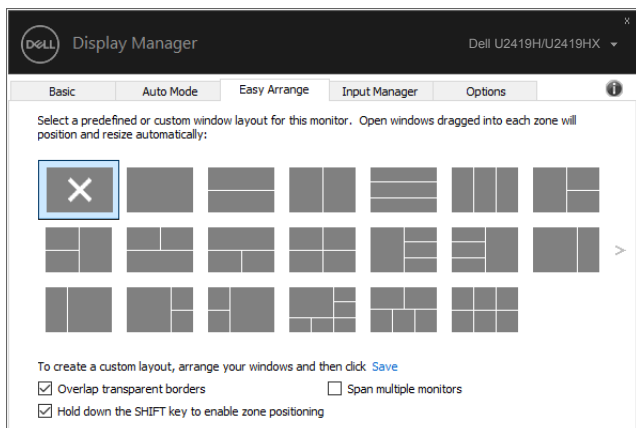 x
DELL Display Manager Dell U2419H/U2419HX
Basic Auto Mode Easy Arrange Input Manager Options
Select a predefined or custom window layout for this monitor. Open windows dragged into each zone will
position and resize automatically:
>
To create a custom layout, arrange your windows and then click Save
Overlap transparent borders Span multiple monitors
Hold down the SHIFT key to enable zone positioning